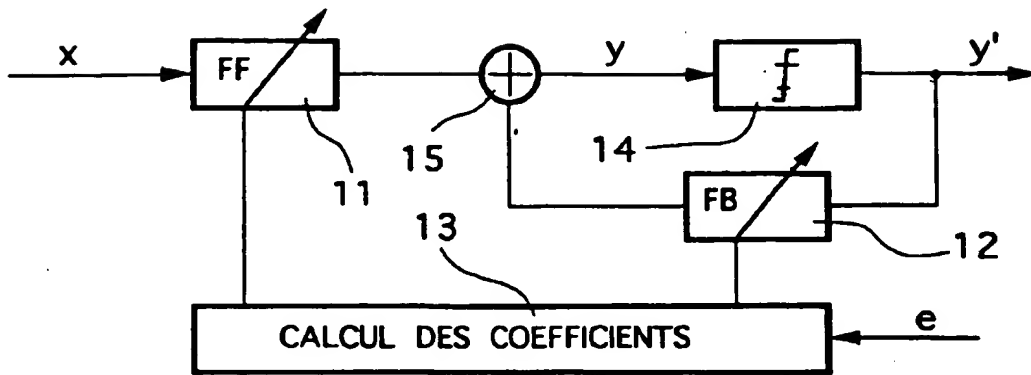 x
FF
y
y'
15
14
11
FB
13
12
CALCUL DES COEFFICIENTS
e